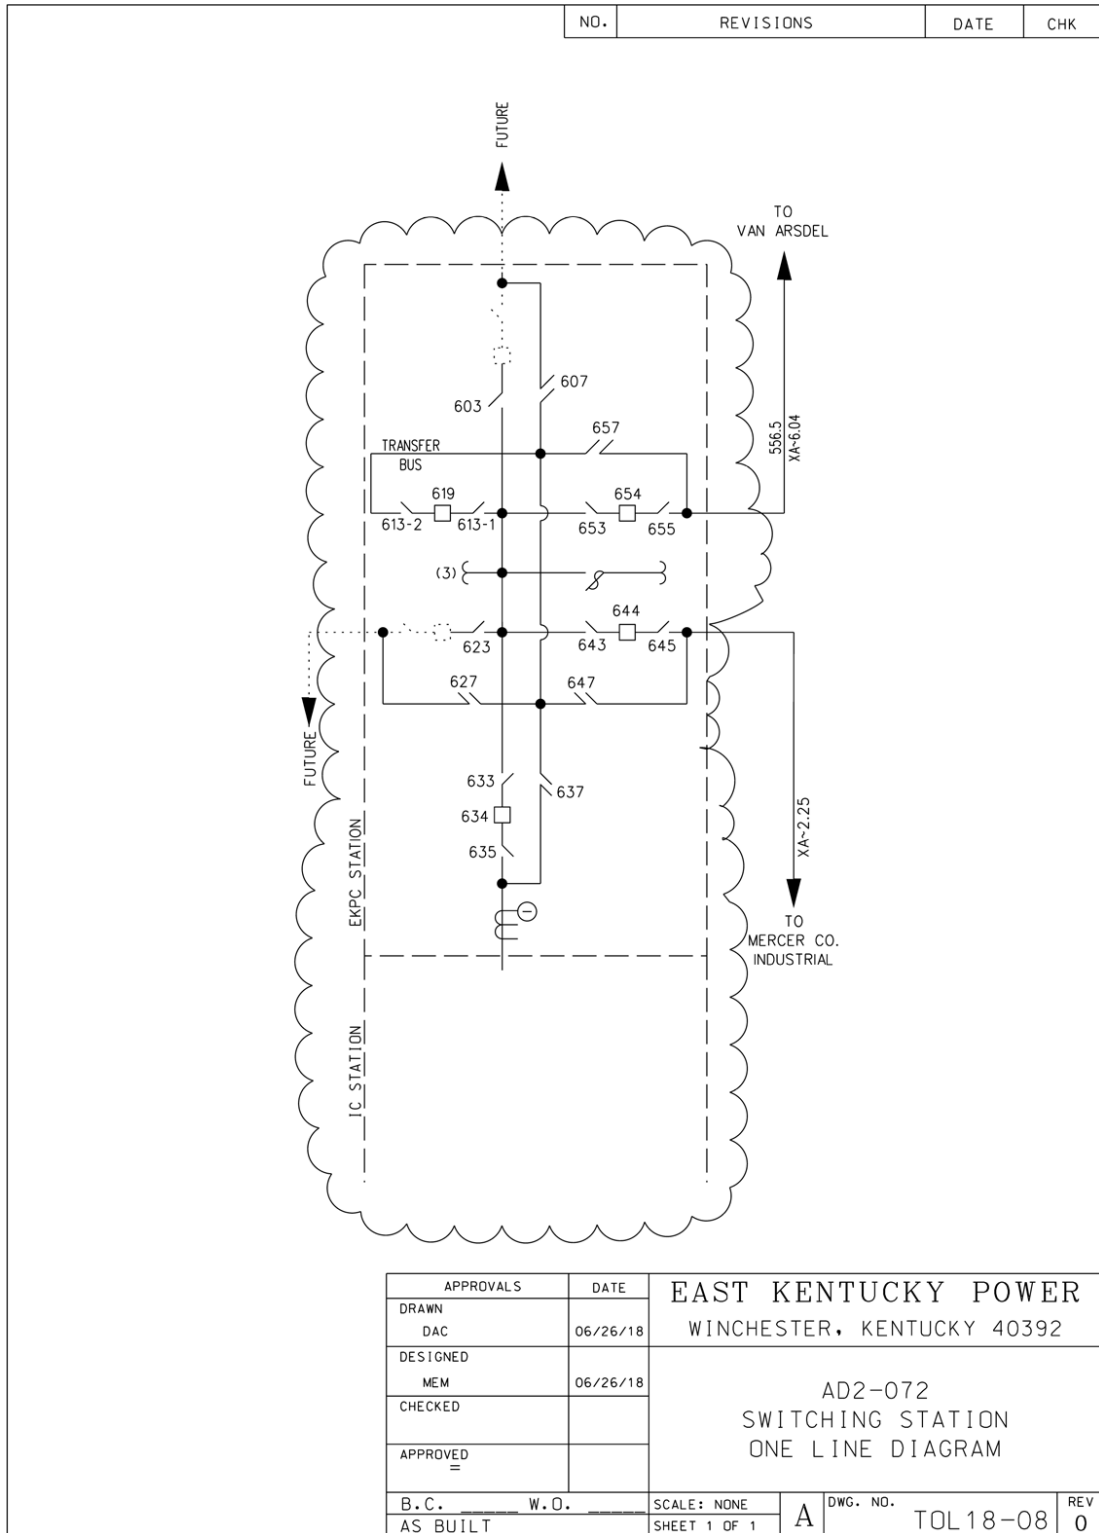 NO. REVISIONS DATE CHK
FUTURE
TO
VAN ARSDEL
556.5
XA~6.04
607
603
657
TRANSFER
BUS
619
654
613-2
613-1
653
655
(3)
644
623
643
645
627
647
FUTURE
633
637
634
635
XA~2.25
EKPC STATION
TO
MERCER CO.
INDUSTRIAL
IC STATION
APPROVALS DATE
EAST KENTUCKY POWER
WINCHESTER, KENTUCKY 40392
DRAWN
DAC 06/26/18
DESIGNED
MEM 06/26/18
CHECKED
APPROVED
=
AD2-072
SWITCHING STATION
ONE LINE DIAGRAM
B.C. _____ W.O. _____
AS BUILT
SCALE: NONE
SHEET 1 OF 1
A
DWG. NO.
TOL18-08
REV
0